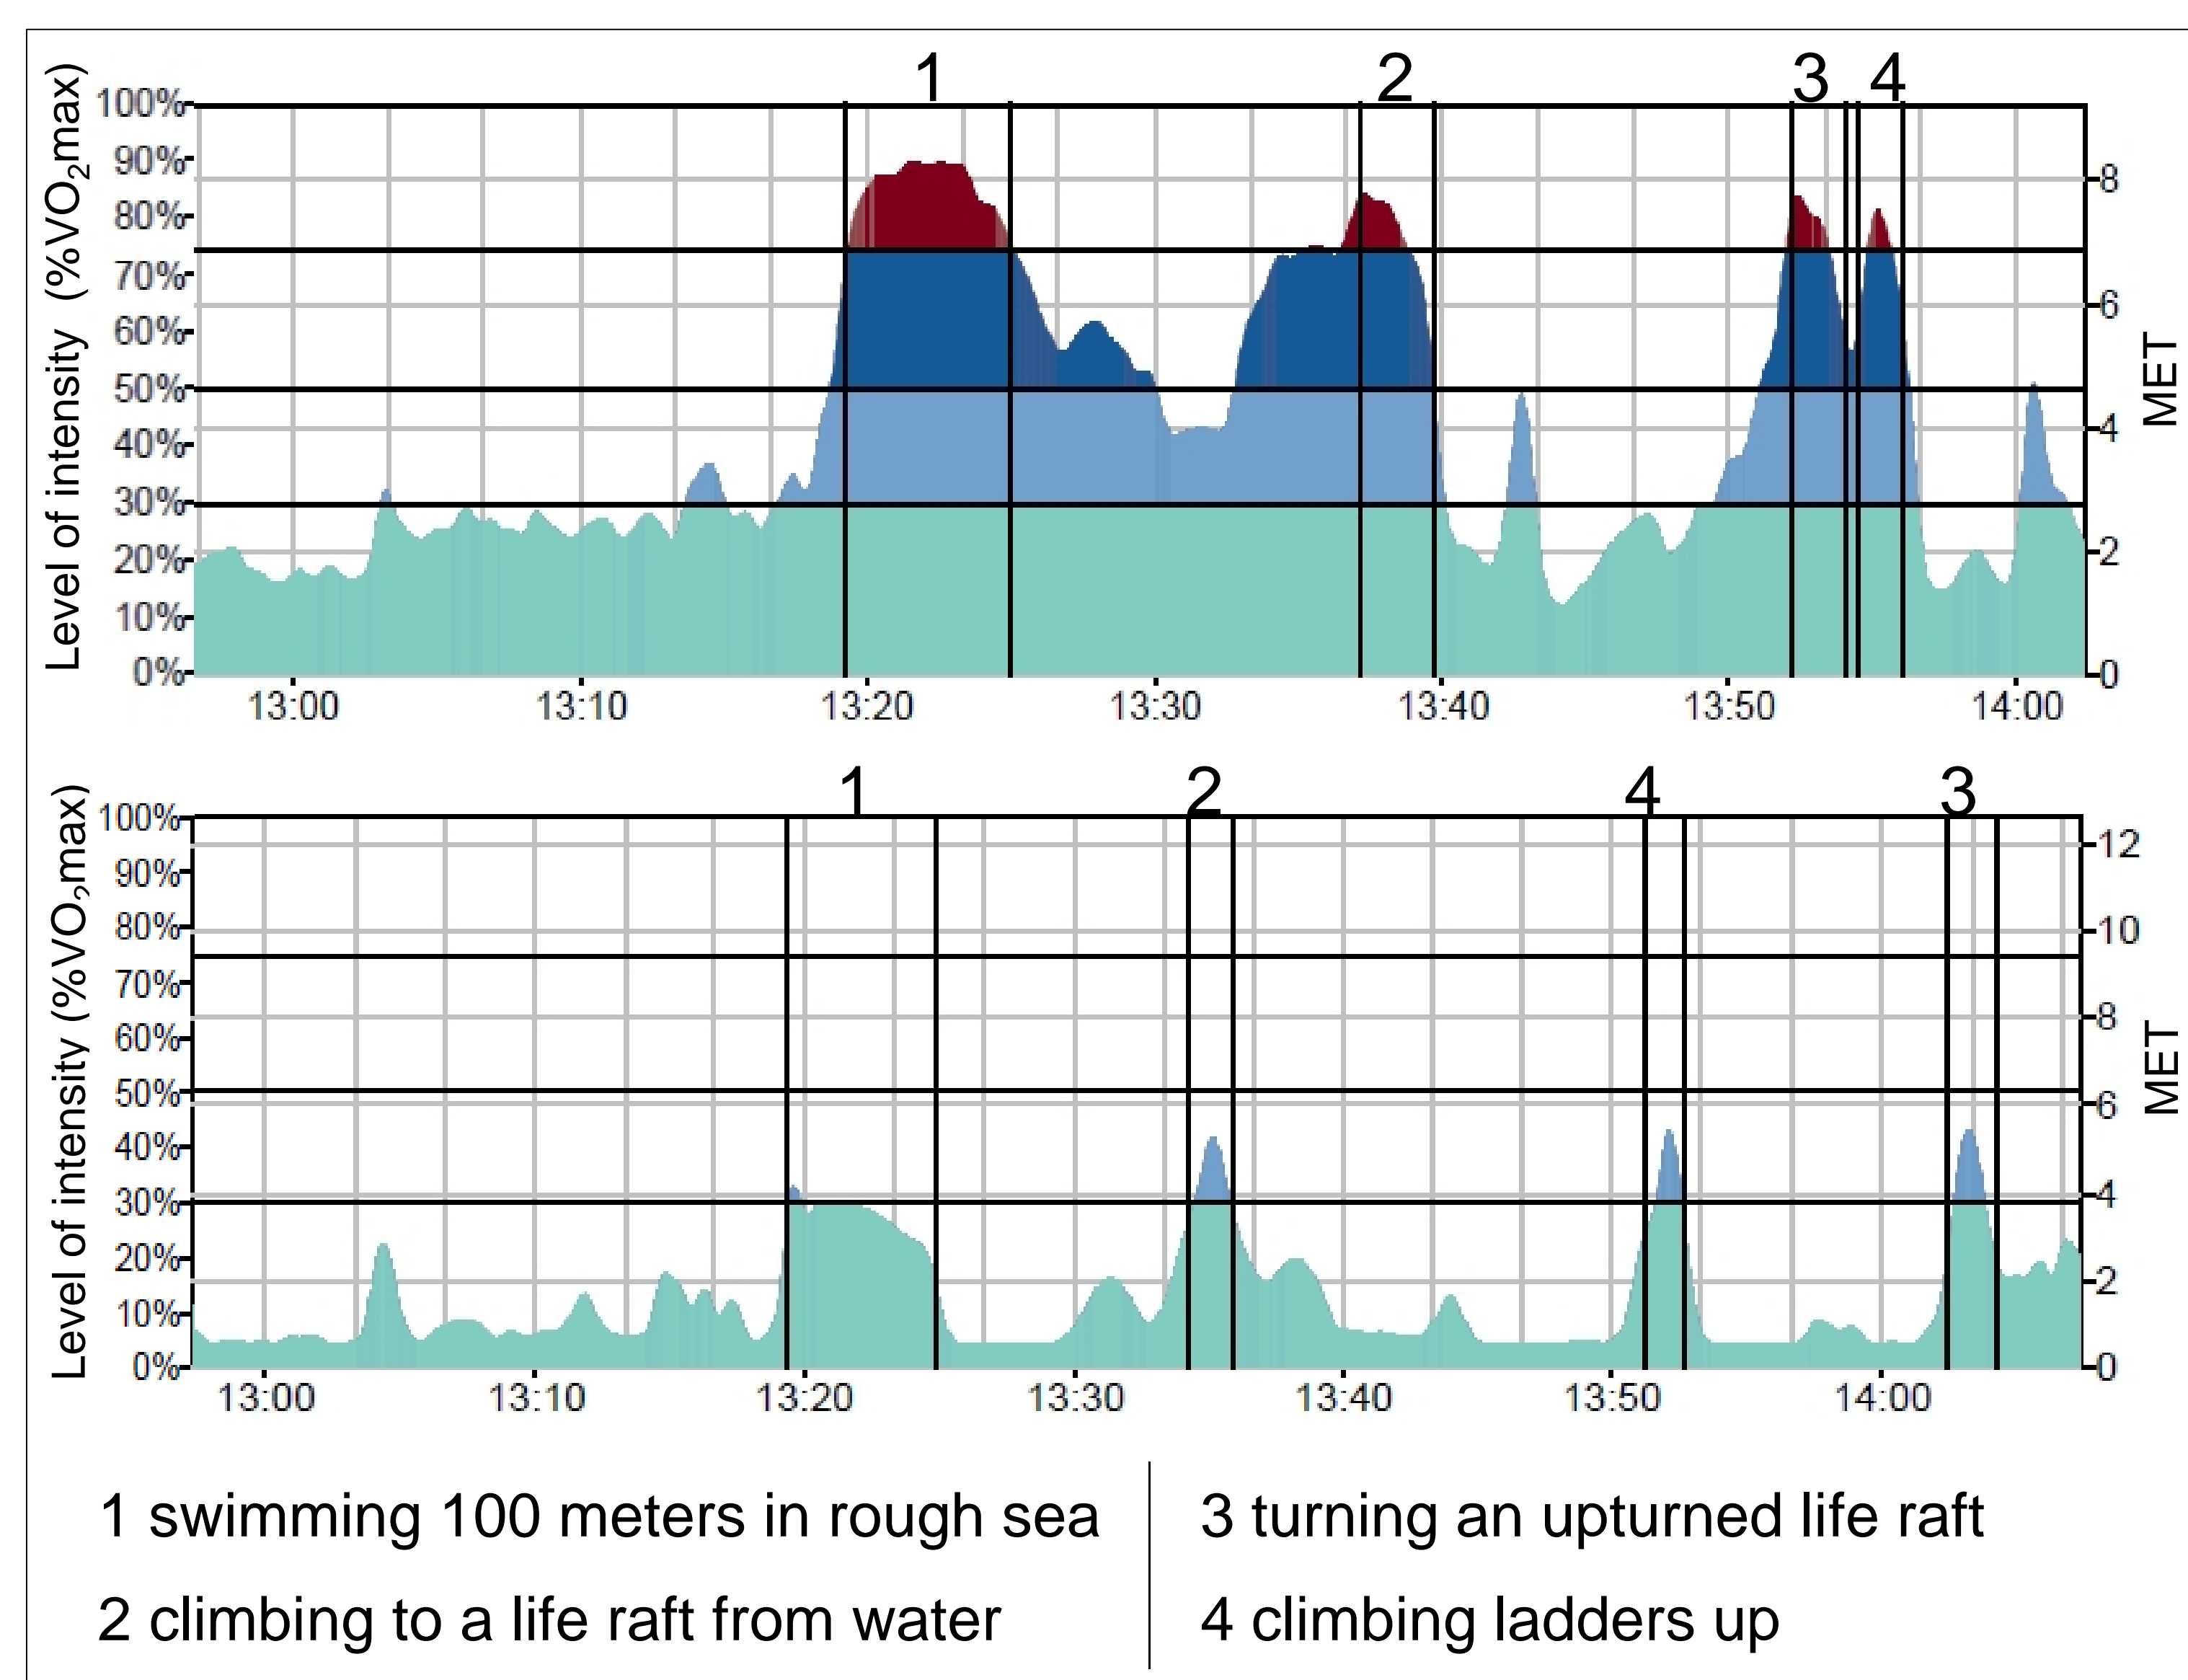 1 2 3 4
Level of intensity (%VO2max)
100%
90%
80%
70%
60%
50%
40%
30%
20%
10%
0%
8
6
4
2
0
MET
13:00 13:10 13:20 13:30 13:40 13:50 14:00
1 2 4 3
Level of intensity (%VO2max)
100%
90%
80%
70%
60%
50%
40%
30%
20%
10%
0%
12
10
8
6
4
2
0
MET
13:00 13:10 13:20 13:30 13:40 13:50 14:00
1 swimming 100 meters in rough sea
2 climbing to a life raft from water
3 turning an upturned life raft
4 climbing ladders up